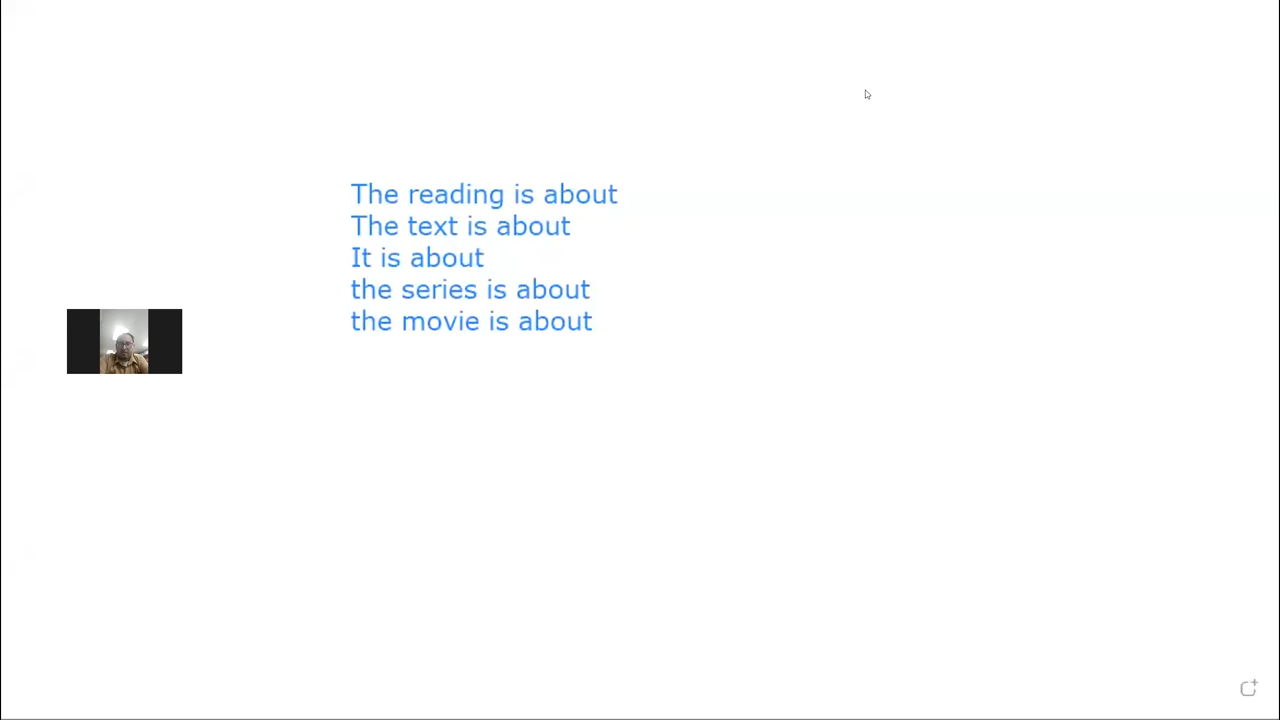 The reading is about
The text is about
It is about
the series is about
the movie is about